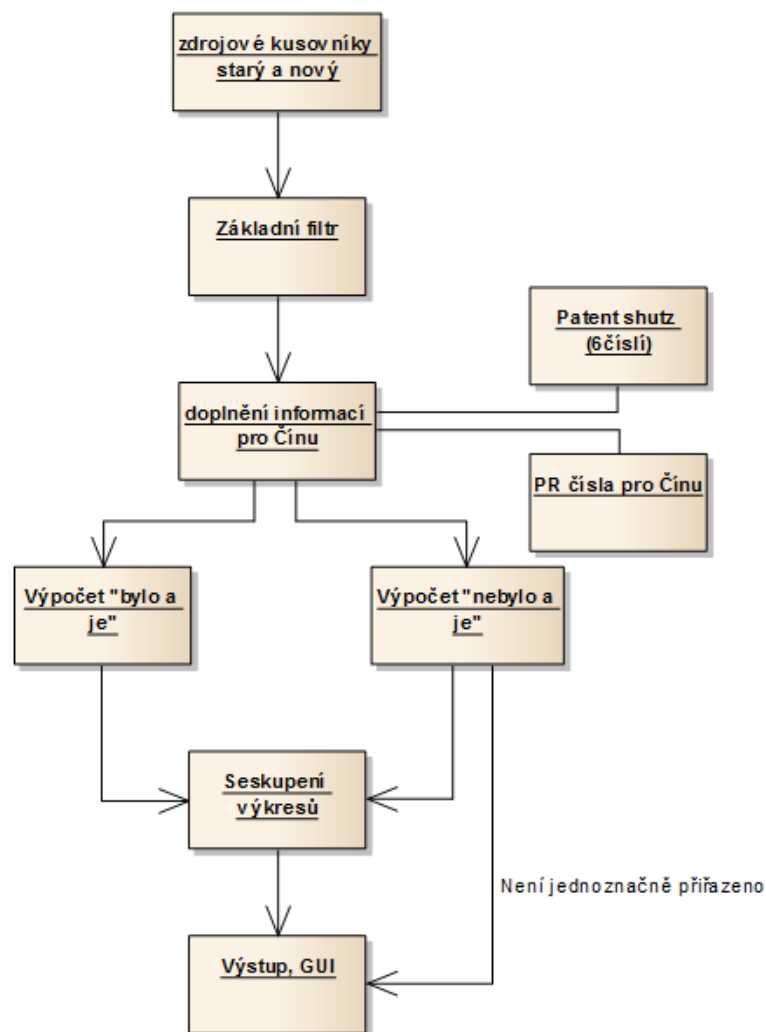 zdrojové kusovníky
starý a nový
Základní filtr
Patent shutz
(6číslí)
doplnění informací
pro Čínu
PR čísla pro Čínu
Výpočet "bylo a
je"
Výpočet "nebylo a
je"
Seskupení
výkresů
Není jednoznačně přiřazeno
Výstup, GUI